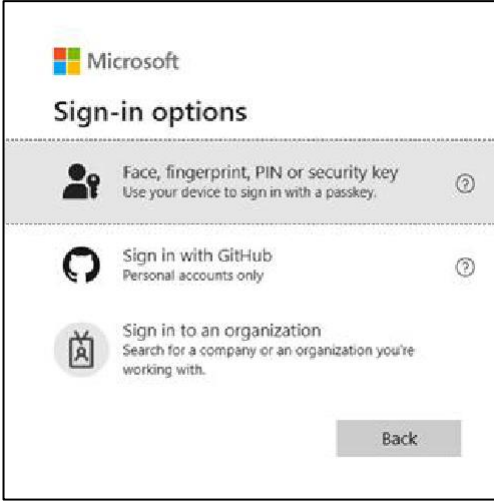 Microsoft
Sign-in options
Face, fingerprint, PIN or security key
Use your device to sign in with a passkey.
Sign in with GitHub
Personal accounts only
Sign in to an organization
Search for a company or an organization you're
working with.
Back